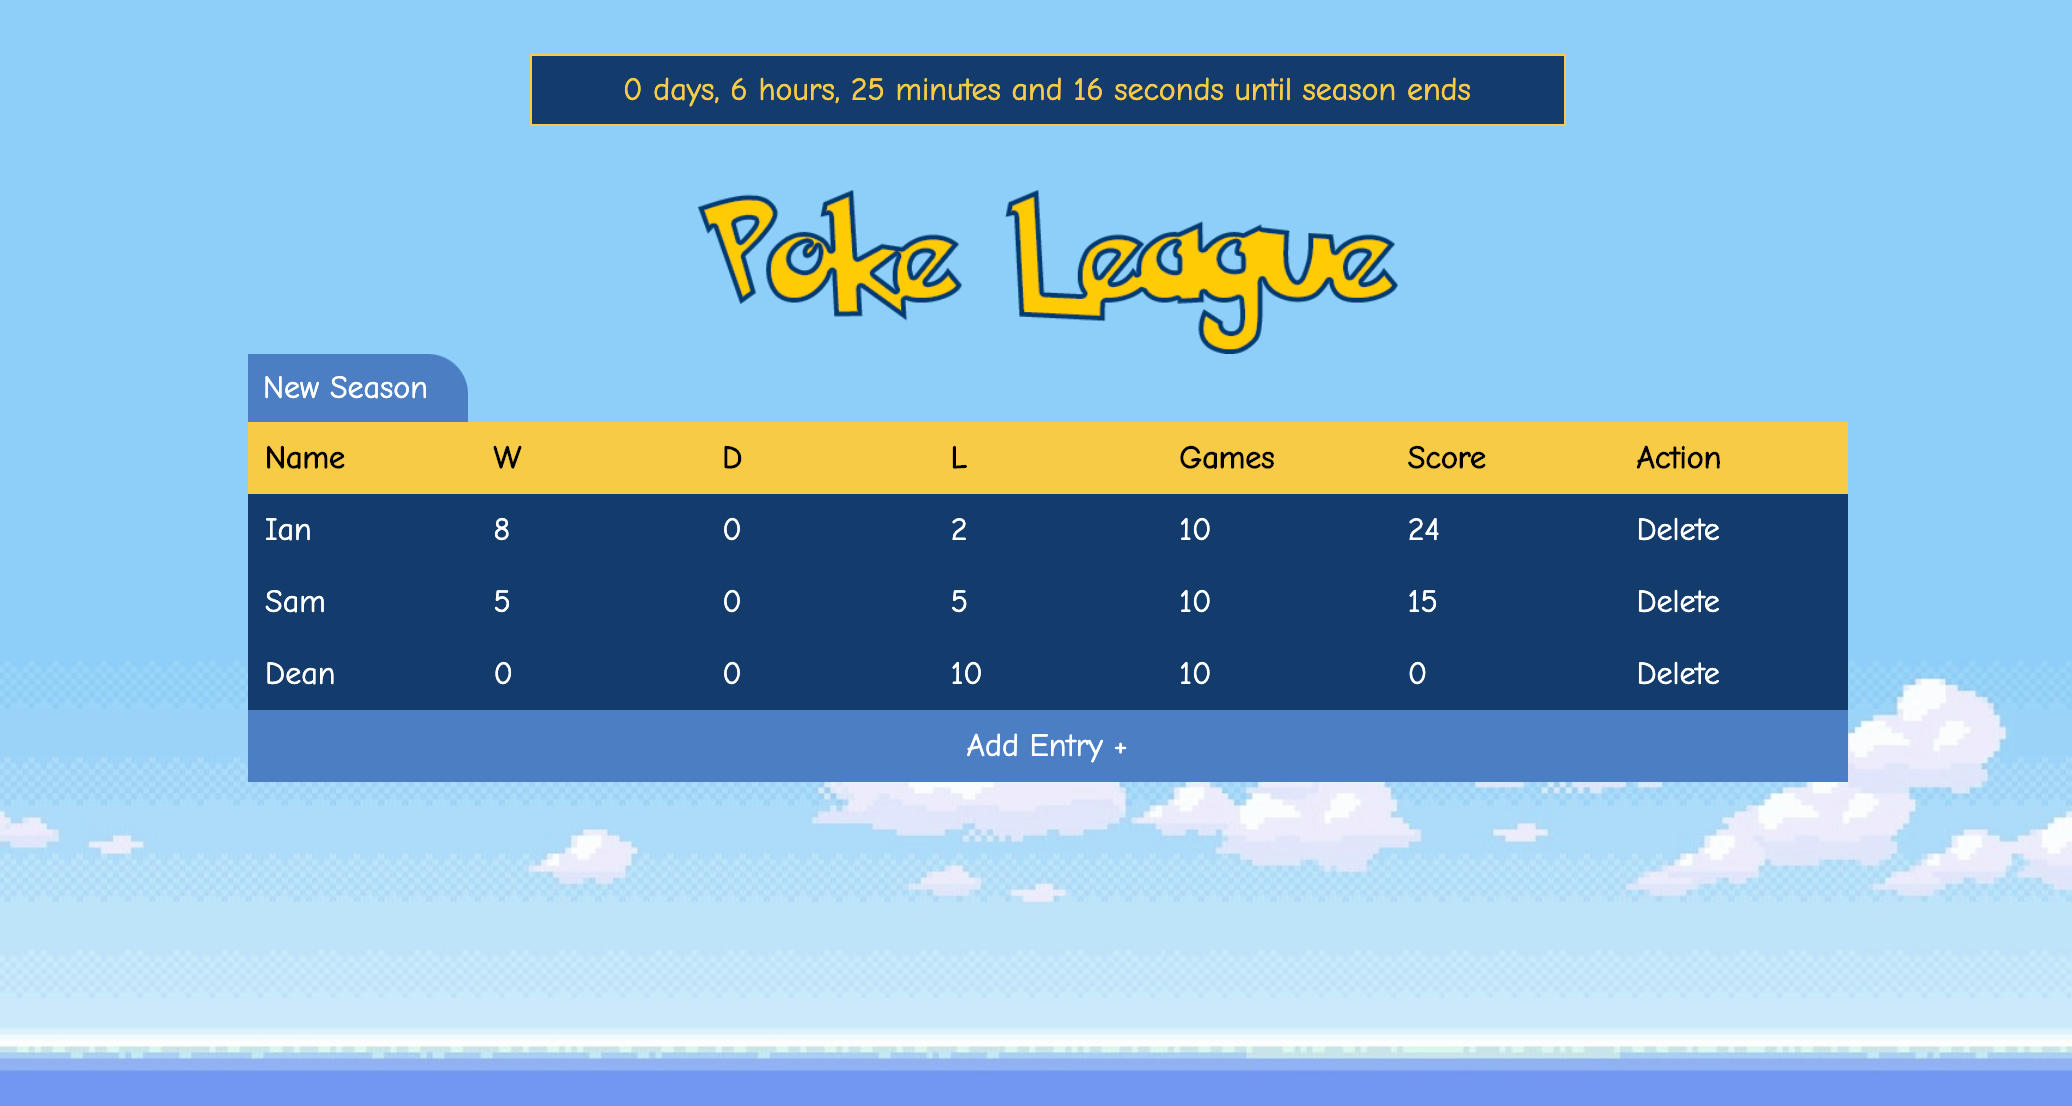 0 days, 6 hours, 25 minutes and 16 seconds until season ends
Poke League
New Season
Name W D L Games Score Action
Ian 8 0 2 10 24 Delete
Sam 5 0 5 10 15 Delete
Dean 0 0 10 10 0 Delete
Add Entry +